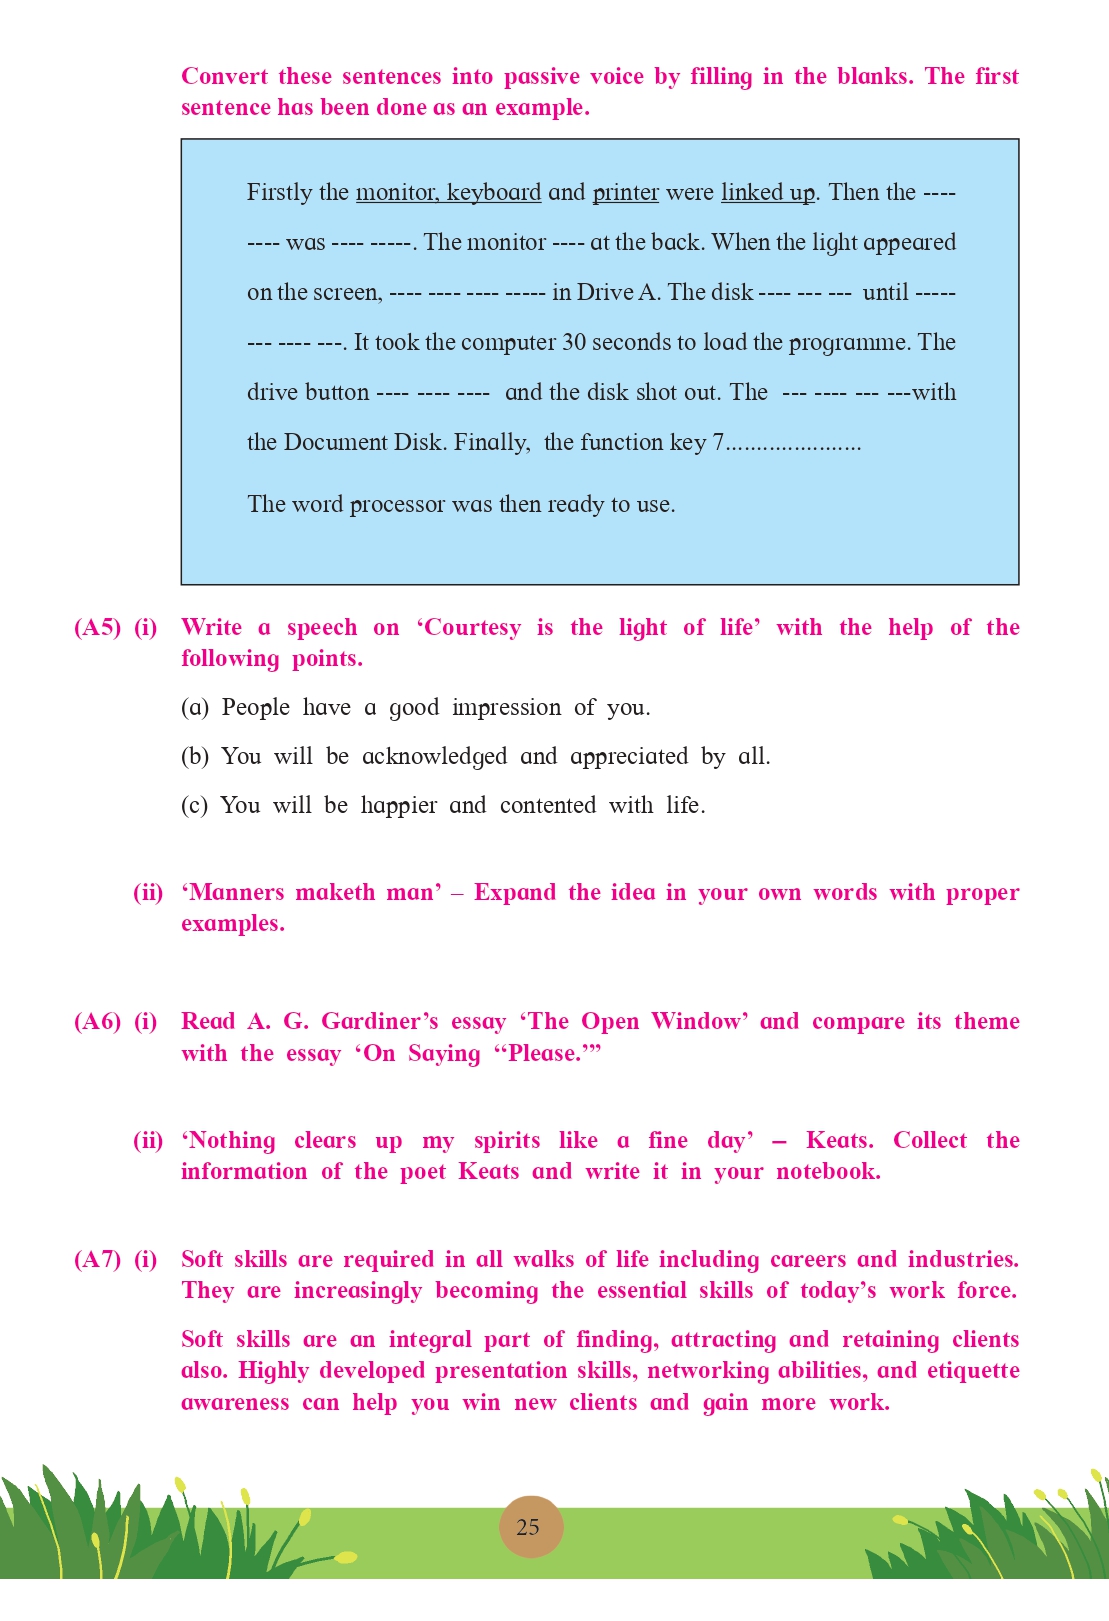 Convert these sentences into passive voice by filling in the blanks. The first
sentence has been done as an example.
Firstly the monitor, keyboard and printer were linked up. Then the ----
---- was ---- -----. The monitor ---- at the back. When the light appeared
on the screen, ---- ---- ---- ----- in Drive A. The disk ---- --- --- until -----
--- ---- ---. It took the computer 30 seconds to load the programme. The
drive button ---- ---- ---- and the disk shot out. The --- ---- --- ---with
the Document Disk. Finally, the function key 7......................
The word processor was then ready to use.
(A5) (i) Write a speech on ‘Courtesy is the light of life’ with the help of the
following points.
(a) People have a good impression of you.
(b) You will be acknowledged and appreciated by all.
(c) You will be happier and contented with life.
(ii) ‘Manners maketh man’ – Expand the idea in your own words with proper
examples.
(A6) (i) Read A. G. Gardiner’s essay ‘The Open Window’ and compare its theme
with the essay ‘On Saying “Please.’”
(ii) ‘Nothing clears up my spirits like a fine day’ – Keats. Collect the
information of the poet Keats and write it in your notebook.
(A7) (i) Soft skills are required in all walks of life including careers and industries.
They are increasingly becoming the essential skills of today’s work force.
Soft skills are an integral part of finding, attracting and retaining clients
also. Highly developed presentation skills, networking abilities, and etiquette
awareness can help you win new clients and gain more work.
25